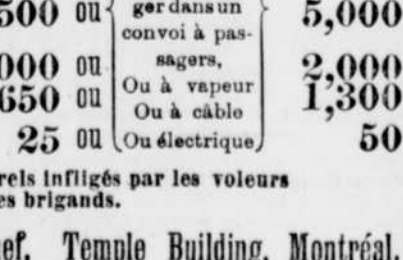 500 ou { ger dans un } 5,000
convoi à pas-
000 ou sagers, 2,000
650 ou Ou à vapeur 1,300
Ou à câble
25 ou Ou électrique 50
rels infligés par les voleurs
es brigands.
ef, Temple Building, Montréal.